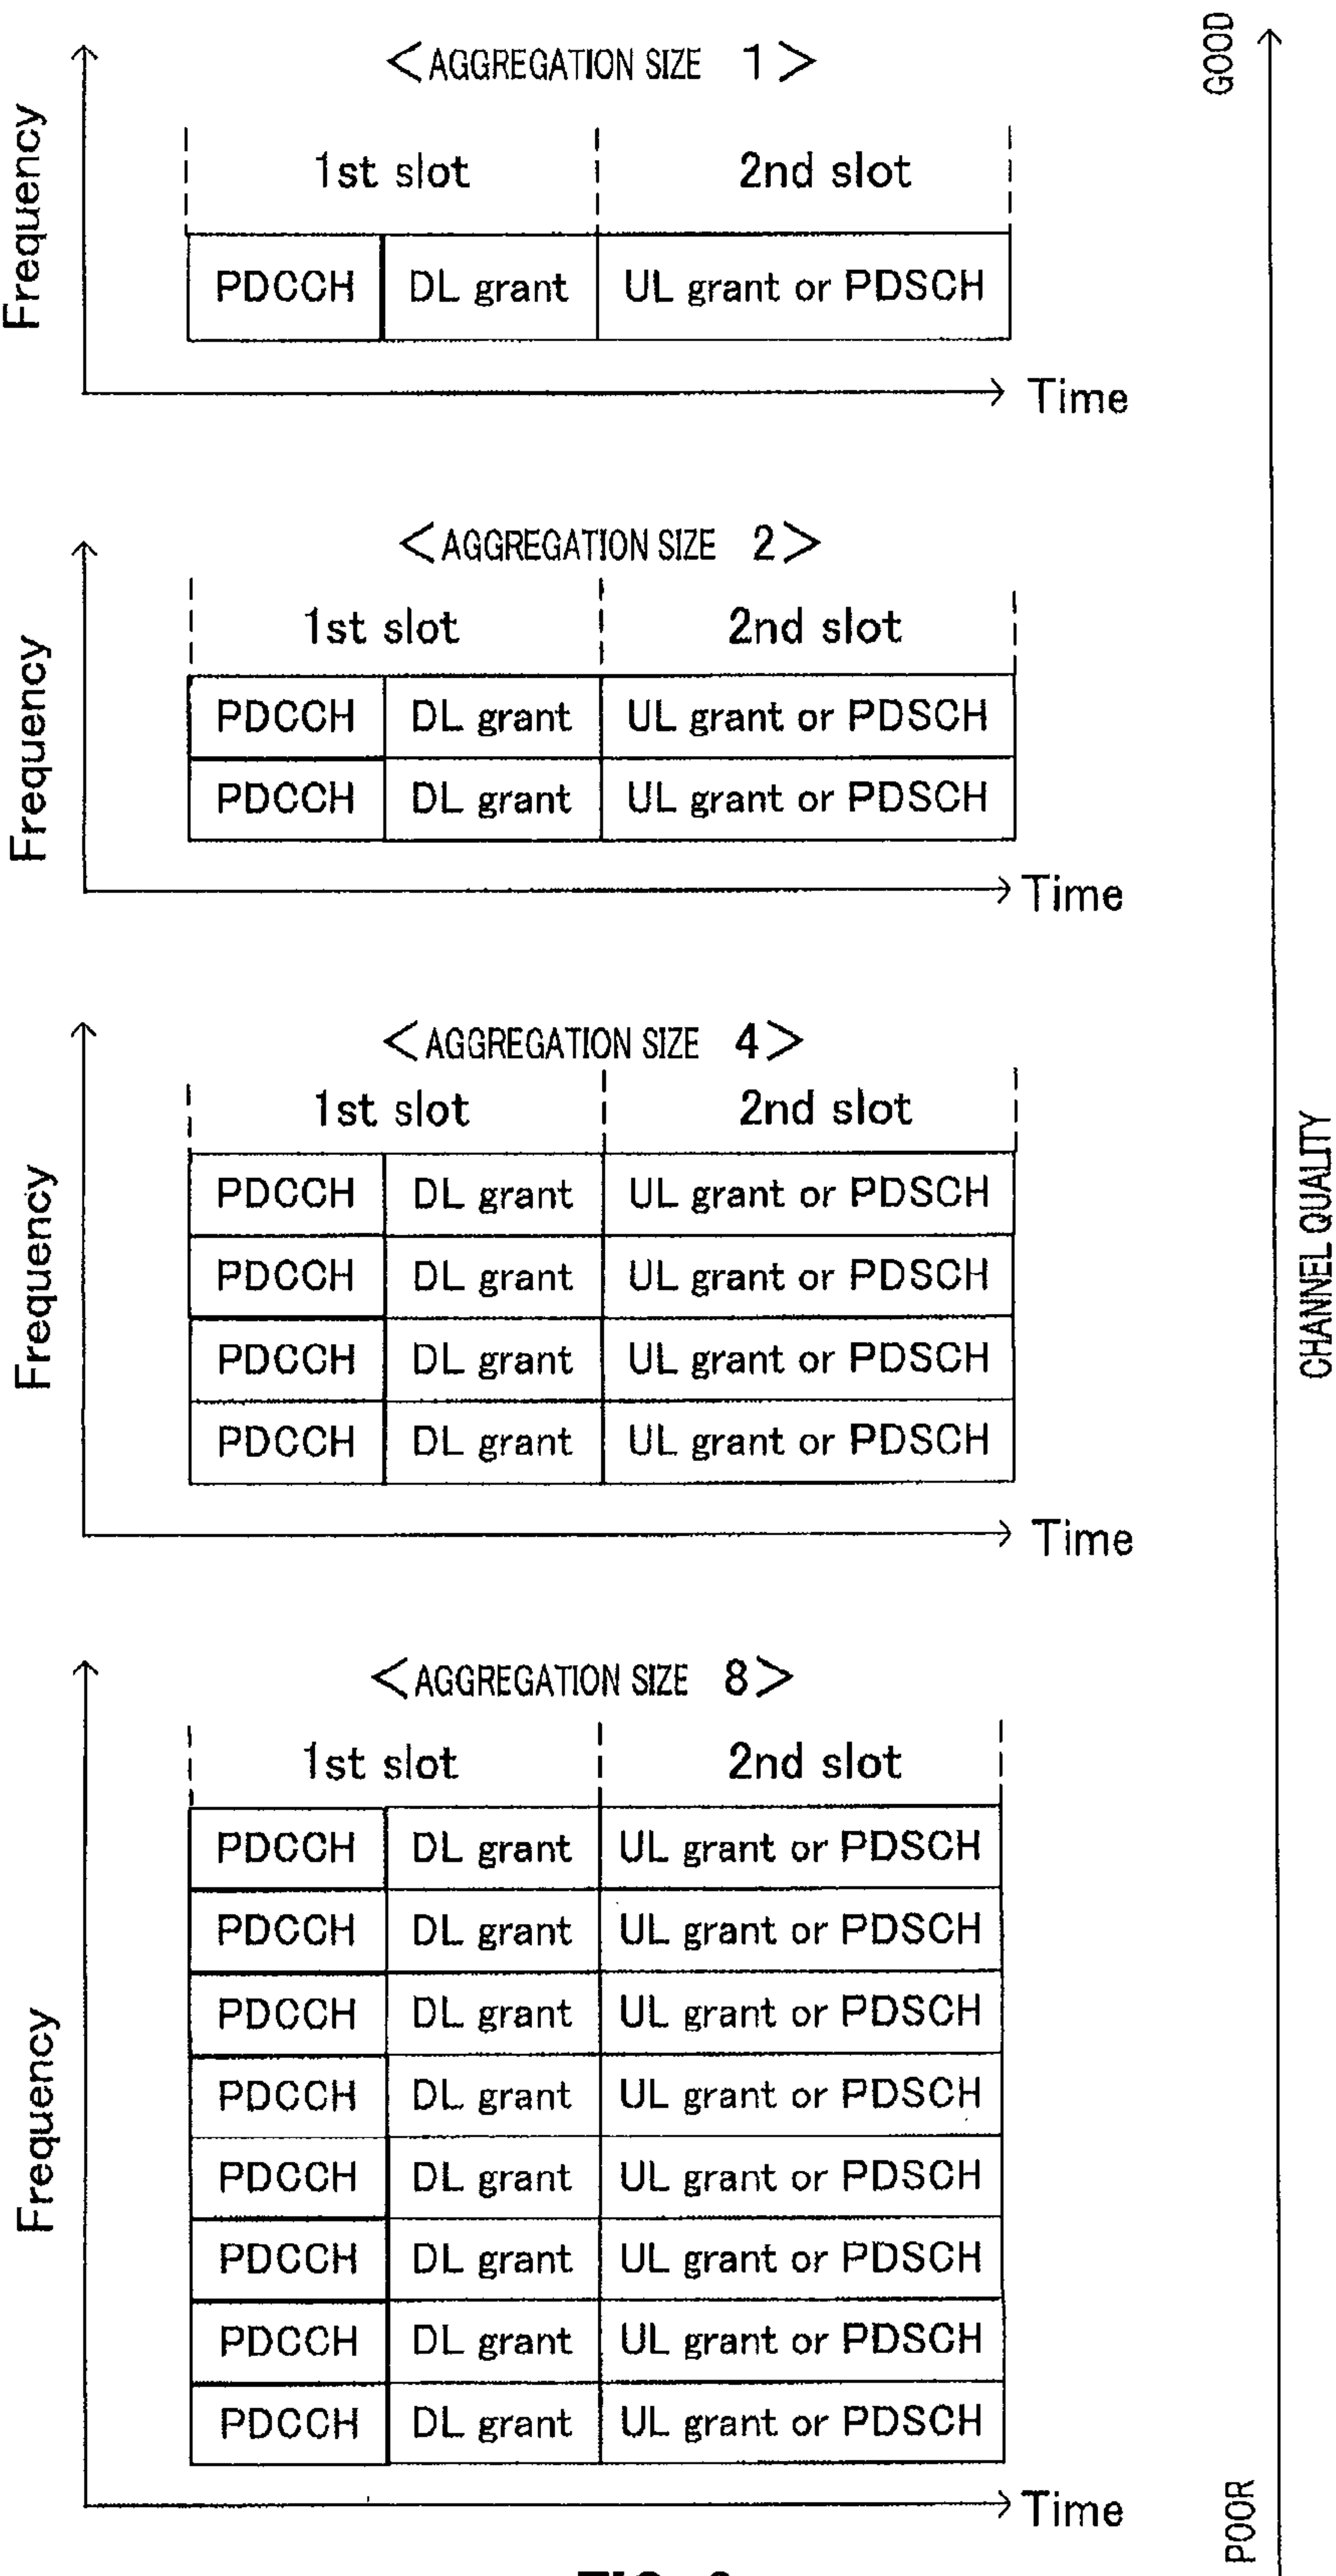 GOOD
< AGGREGATION SIZE 1 >
1st slot 2nd slot
Frequency
PDCCH DL grant UL grant or PDSCH
Time
< AGGREGATION SIZE 2 >
1st slot 2nd slot
Frequency
PDCCH DL grant UL grant or PDSCH
PDCCH DL grant UL grant or PDSCH
Time
< AGGREGATION SIZE 4 >
1st slot 2nd slot
Frequency
PDCCH DL grant UL grant or PDSCH
PDCCH DL grant UL grant or PDSCH
PDCCH DL grant UL grant or PDSCH
PDCCH DL grant UL grant or PDSCH
Time
CHANNEL QUALITY
< AGGREGATION SIZE 8 >
1st slot 2nd slot
Frequency
PDCCH DL grant UL grant or PDSCH
PDCCH DL grant UL grant or PDSCH
PDCCH DL grant UL grant or PDSCH
PDCCH DL grant UL grant or PDSCH
PDCCH DL grant UL grant or PDSCH
PDCCH DL grant UL grant or PDSCH
PDCCH DL grant UL grant or PDSCH
PDCCH DL grant UL grant or PDSCH
Time
POOR